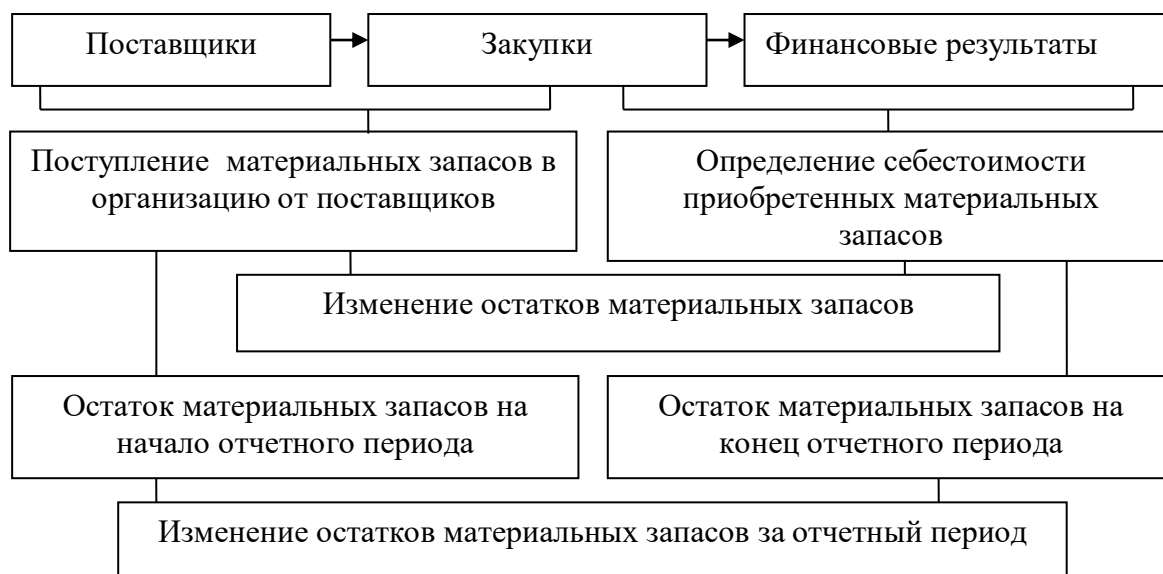 Поставщики
Закупки
Финансовые результаты
Поступление материальных запасов в
организацию от поставщиков
Определение себестоимости
приобретенных материальных
запасов
Изменение остатков материальных запасов
Остаток материальных запасов на
начало отчетного периода
Остаток материальных запасов на
конец отчетного периода
Изменение остатков материальных запасов за отчетный период